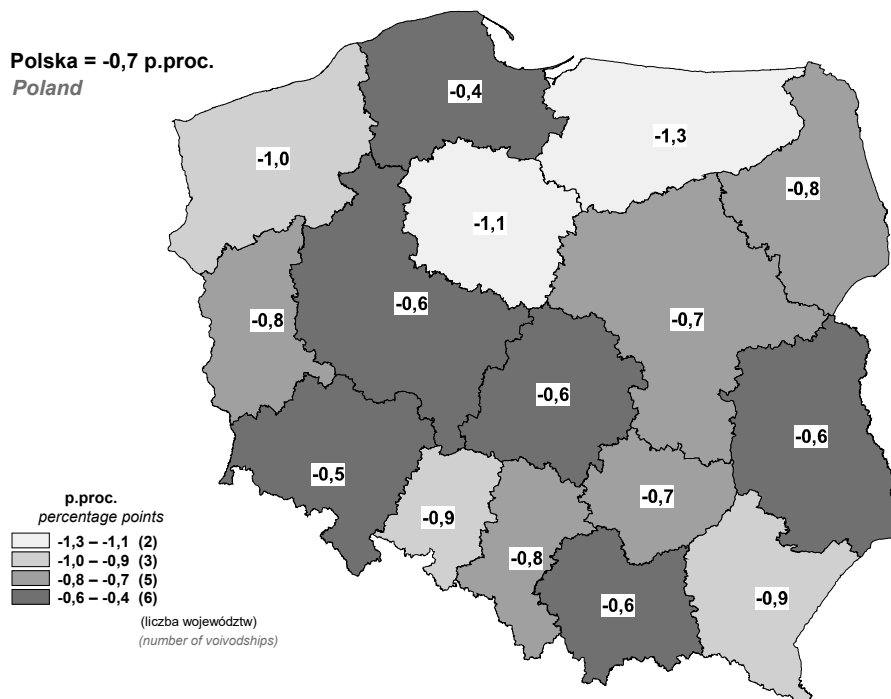 Polska = -0,7 p.proc.
Poland
-0,4
-1,3
-1,0
-0,8
-1,1
-0,6
-0,8
-0,7
-0,6
-0,6
-0,5
-0,7
-0,9
-0,8
-0,6
-0,9
p.proc.
percentage points
-1,3 – -1,1 (2)
-1,0 – -0,9 (3)
-0,8 – -0,7 (5)
-0,6 – -0,4 (6)
(liczba województw)
(number of voivodships)